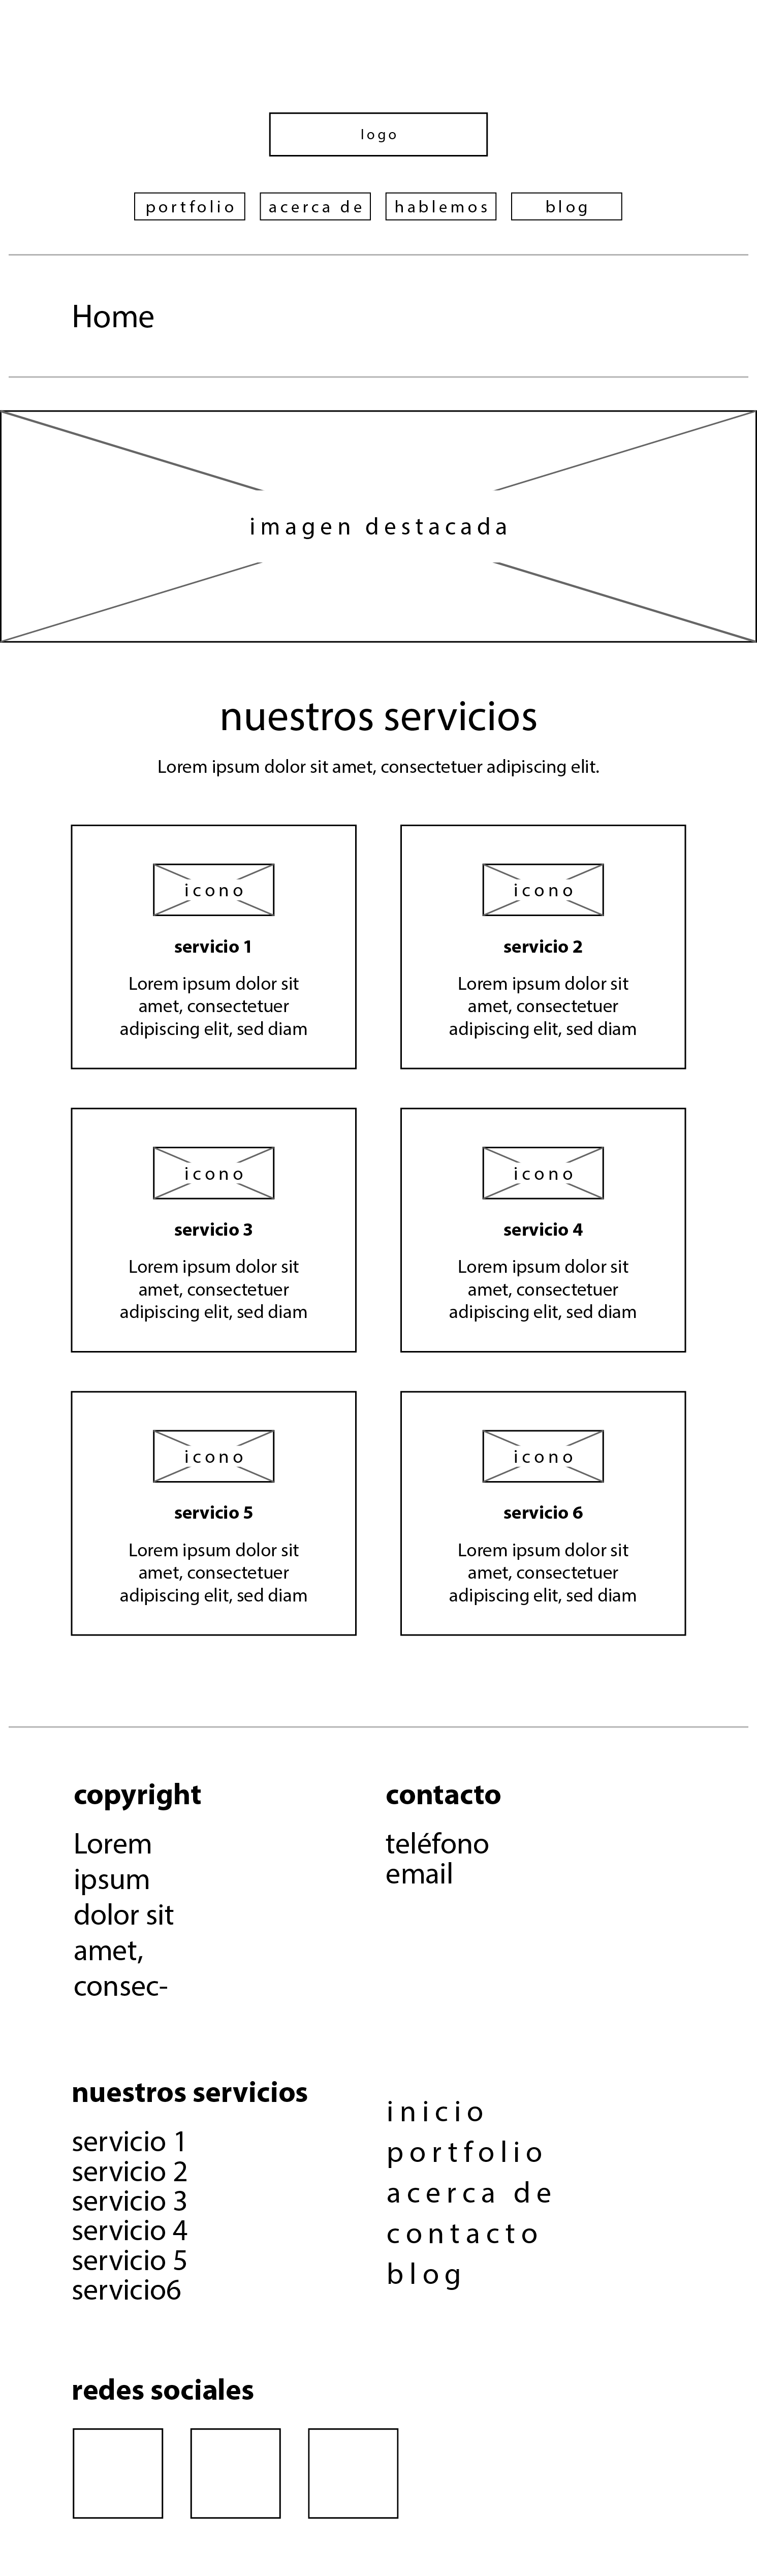 logo
portfolio
acerca de
hablemos
blog
Home
imagen destacada
nuestros servicios
Lorem ipsum dolor sit amet, consectetuer adipiscing elit.
icono
servicio 1
Lorem ipsum dolor sit
amet, consectetuer
adipiscing elit, sed diam
icono
servicio 2
Lorem ipsum dolor sit
amet, consectetuer
adipiscing elit, sed diam
icono
servicio 3
Lorem ipsum dolor sit
amet, consectetuer
adipiscing elit, sed diam
icono
servicio 4
Lorem ipsum dolor sit
amet, consectetuer
adipiscing elit, sed diam
icono
servicio 5
Lorem ipsum dolor sit
amet, consectetuer
adipiscing elit, sed diam
icono
servicio 6
Lorem ipsum dolor sit
amet, consectetuer
adipiscing elit, sed diam
copyright
Lorem
ipsum
dolor sit
amet,
consec-
contacto
teléfono
email
nuestros servicios
servicio 1
servicio 2
servicio 3
servicio 4
servicio 5
servicio6
inicio
portfolio
acerca de
contacto
blog
redes sociales